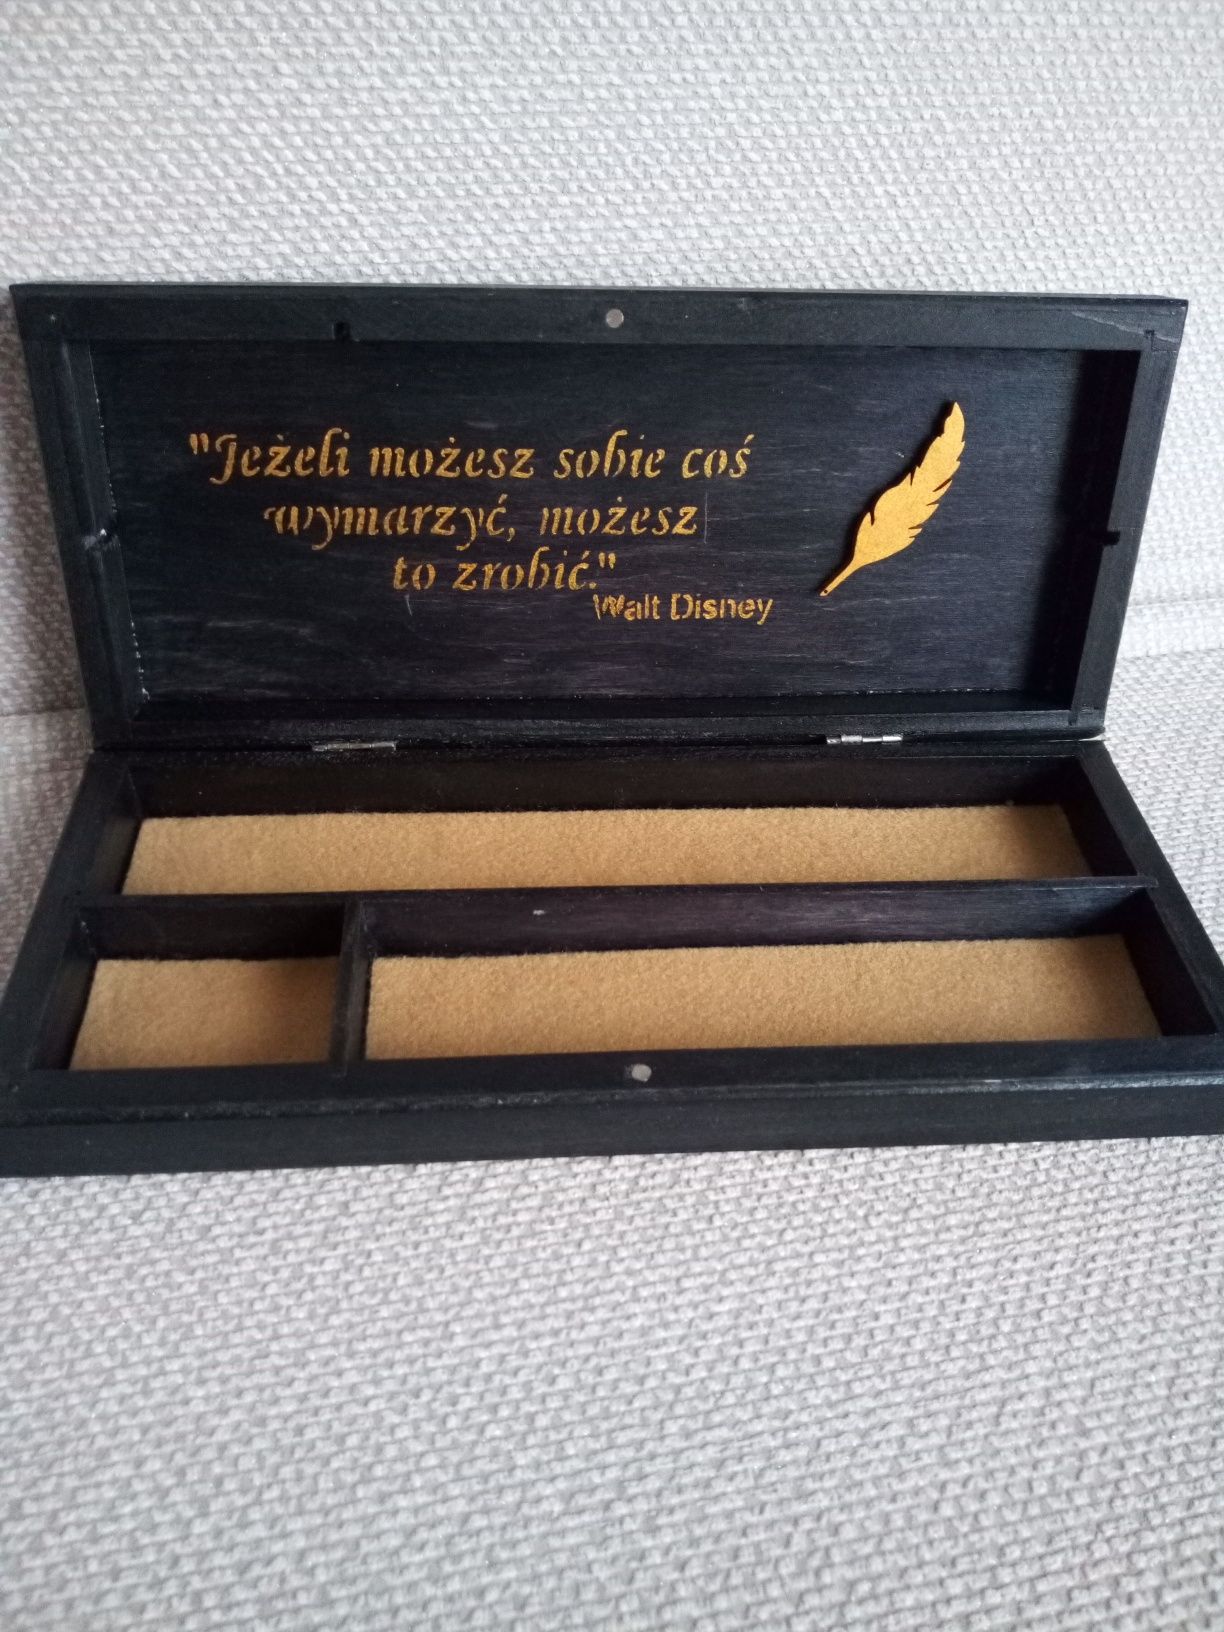 "Jeżeli możesz sobie coś
wymarzyć, możesz
to zrobić."
Walt Disney